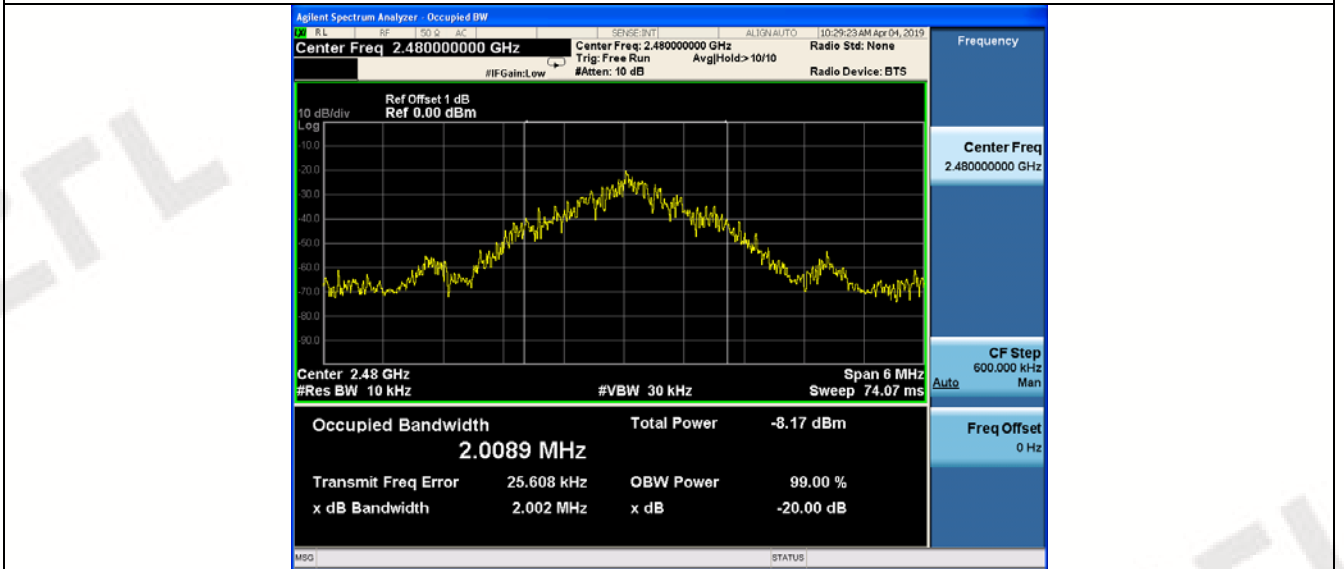 Agilent Spectrum Analyzer - Occupied BW
RL RF 50 Ω AC SENSE:INT ALIGNAUTO 10:29:23 AM Apr 04, 2019
Center Freq 2.480000000 GHz
Center Freq: 2.480000000 GHz
Radio Std: None
Trig: Free Run
Avg|Hold:> 10/10
#IFGain:Low
#Atten: 10 dB
Radio Device: BTS
Ref Offset 1 dB
10 dB/div
Ref 0.00 dBm
Log
-10.0
-20.0
-30.0
-40.0
-50.0
-60.0
-70.0
-80.0
-90.0
Center 2.48 GHz
Span 6 MHz
#Res BW 10 kHz
#VBW 30 kHz
Sweep 74.07 ms
Occupied Bandwidth
2.0089 MHz
Total Power -8.17 dBm
Transmit Freq Error 25.608 kHz
OBW Power 99.00 %
x dB Bandwidth 2.002 MHz
x dB -20.00 dB
MSG
STATUS
Frequency
Center Freq
2.480000000 GHz
CF Step
600.000 kHz
Auto Man
Freq Offset
0 Hz